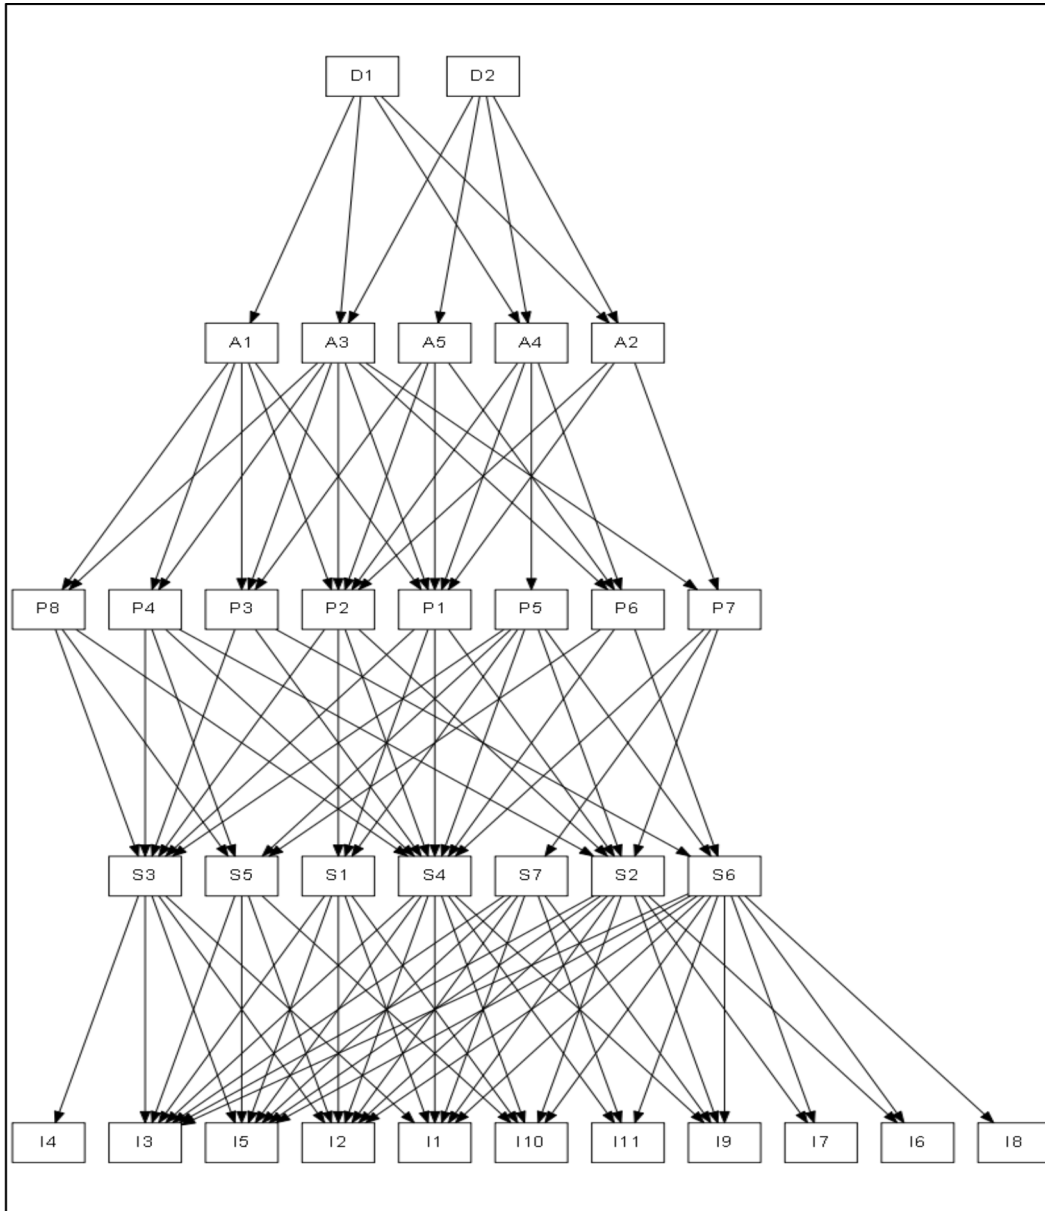 D1 D2
A1 A3 A5 A4 A2
P8 P4 P3 P2 P1 P5 P6 P7
S3 S5 S1 S4 S7 S2 S6
I4 I3 I5 I2 I1 I10 I11 I9 I7 I6 I8